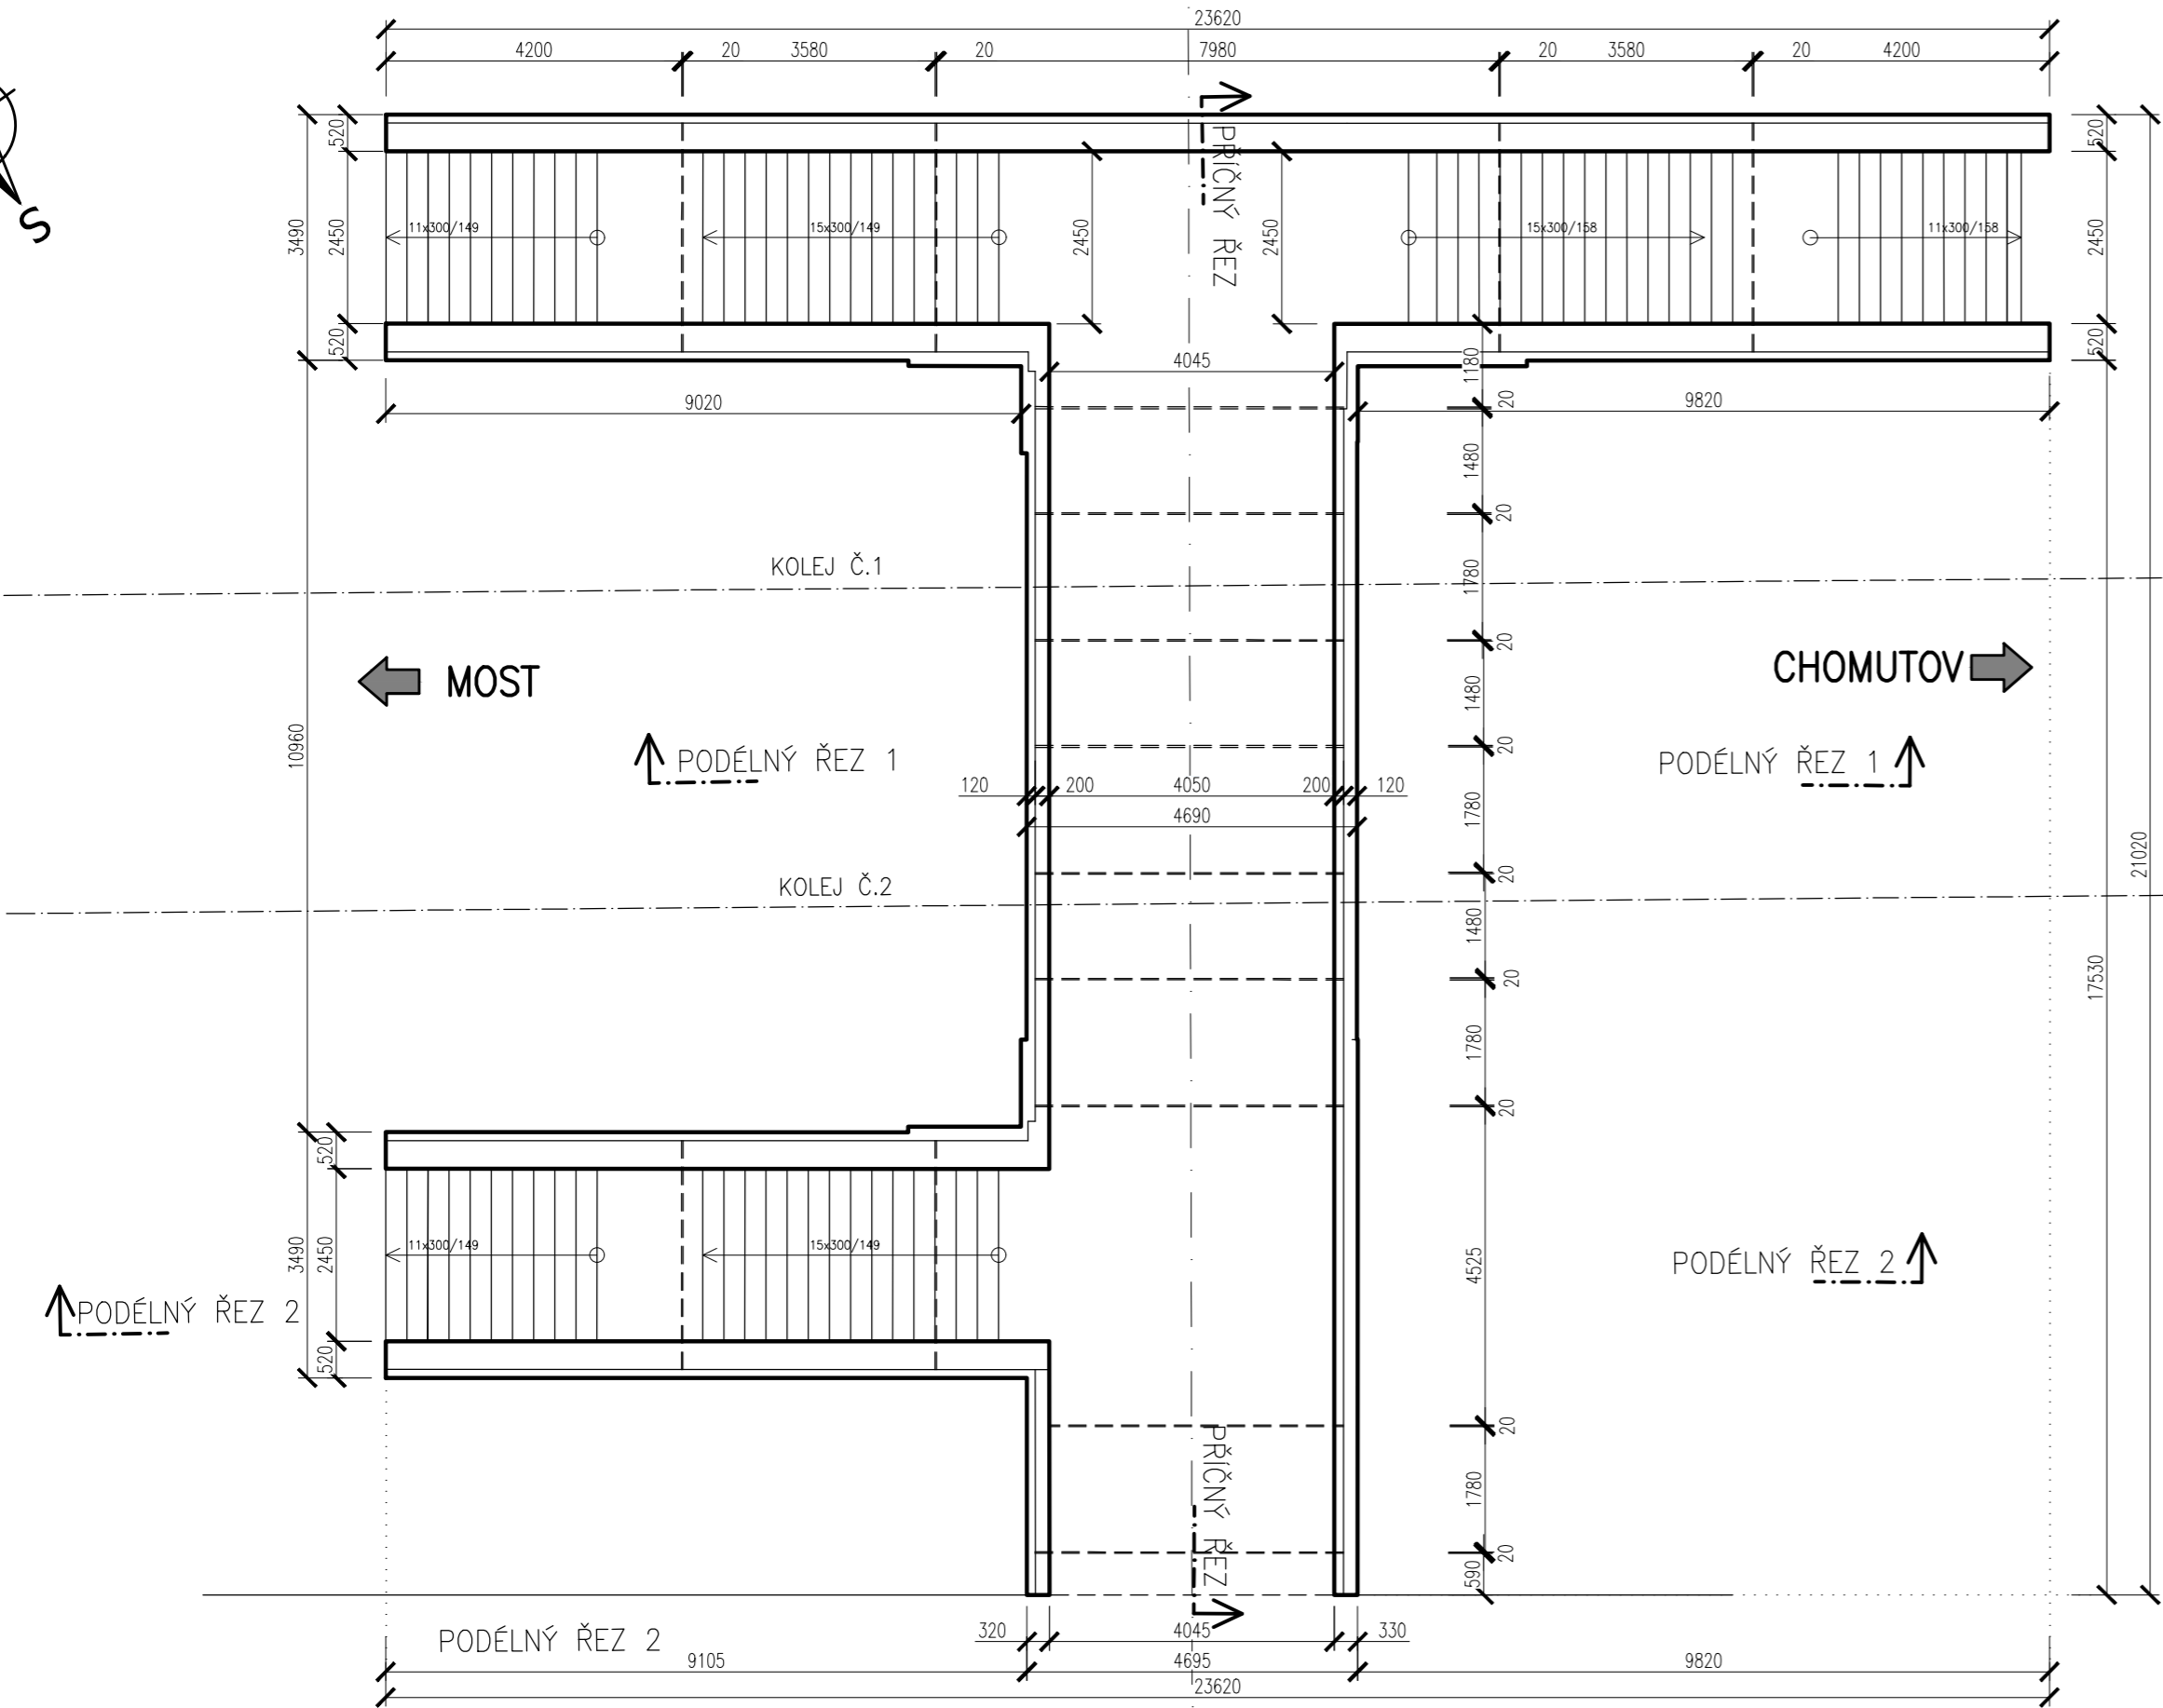 23620
4200 20 3580 20 7980 20 3580 20 4200
S
PŘÍČNÝ ŘEZ
520
2450
520
3490
11x300/149
15x300/149
2450
2450
15x300/158
11x300/158
520
2450
520
4045
9020
9820
1180
20
1480
20
1780
20
1480
20
1780
20
1480
20
1780
20
4525
20
1780
20
590
KOLEJ Č.1
MOST
CHOMUTOV
10960
PODÉLNÝ ŘEZ 1
PODÉLNÝ ŘEZ 1
120 200 4050 200 120
4690
KOLEJ Č.2
21020
17530
520
2450
520
3490
11x300/149
15x300/149
PODÉLNÝ ŘEZ 2
PODÉLNÝ ŘEZ 2
PŘÍČNÝ ŘEZ
PODÉLNÝ ŘEZ 2
320 4045 330
9105 4695 9820
23620